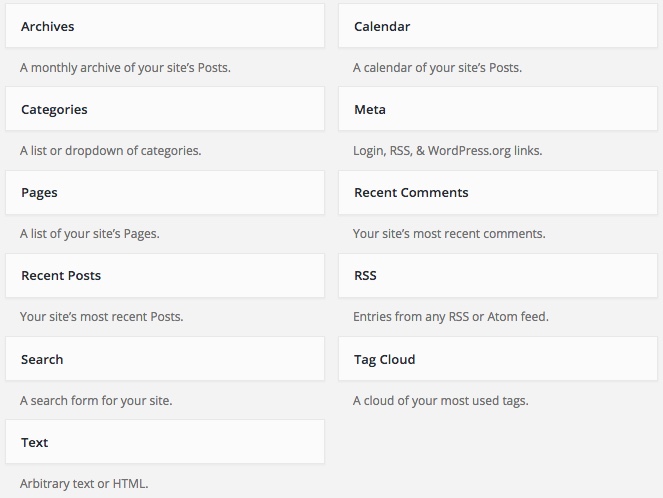 Archives
Calendar
A monthly archive of your site’s Posts.
A calendar of your site’s Posts.
Categories
Meta
A list or dropdown of categories.
Login, RSS, & WordPress.org links.
Pages
Recent Comments
A list of your site’s Pages.
Your site’s most recent comments.
Recent Posts
RSS
Your site’s most recent Posts.
Entries from any RSS or Atom feed.
Search
Tag Cloud
A search form for your site.
A cloud of your most used tags.
Text
Arbitrary text or HTML.